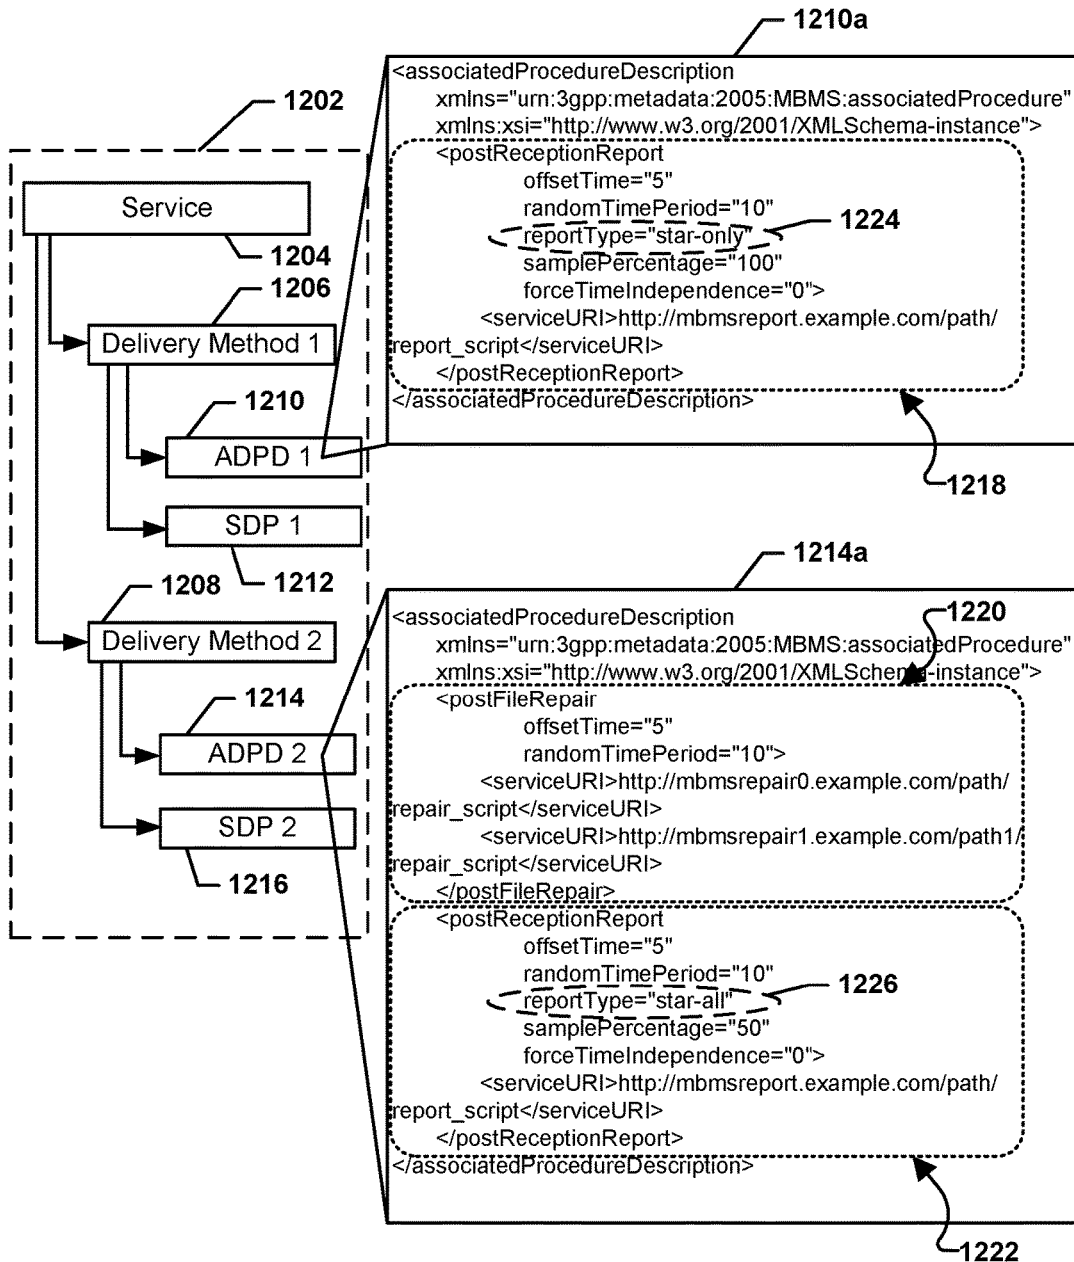 1210a
1202
<associatedProcedureDescription
xmlns="urn:3gpp:metadata:2005:MBMS:associatedProcedure"
xmlns:xsi="http://www.w3.org/2001/XMLSchema-instance">
<postReceptionReport
offsetTime="5"
randomTimePeriod="10"
reportType="star-only"
1224
samplePercentage="100"
forceTimeIndependence="0">
<serviceURI>http://mbmsreport.example.com/path/
report_script</serviceURI>
</postReceptionReport>
</associatedProcedureDescription>
1218
Service
1204
1206
Delivery Method 1
1210
ADPD 1
SDP 1
1212
1208
Delivery Method 2
1214
ADPD 2
SDP 2
1216
1214a
<associatedProcedureDescription
1220
xmlns="urn:3gpp:metadata:2005:MBMS:associatedProcedure"
xmlns:xsi="http://www.w3.org/2001/XMLSchema-instance">
<postFileRepair
offsetTime="5"
randomTimePeriod="10">
<serviceURI>http://mbmsrepair0.example.com/path/
repair_script</serviceURI>
<serviceURI>http://mbmsrepair1.example.com/path1/
repair_script</serviceURI>
</postFileRepair>
<postReceptionReport
offsetTime="5"
randomTimePeriod="10"
reportType="star-all"
1226
samplePercentage="50"
forceTimeIndependence="0">
<serviceURI>http://mbmsreport.example.com/path/
report_script</serviceURI>
</postReceptionReport>
</associatedProcedureDescription>
1222